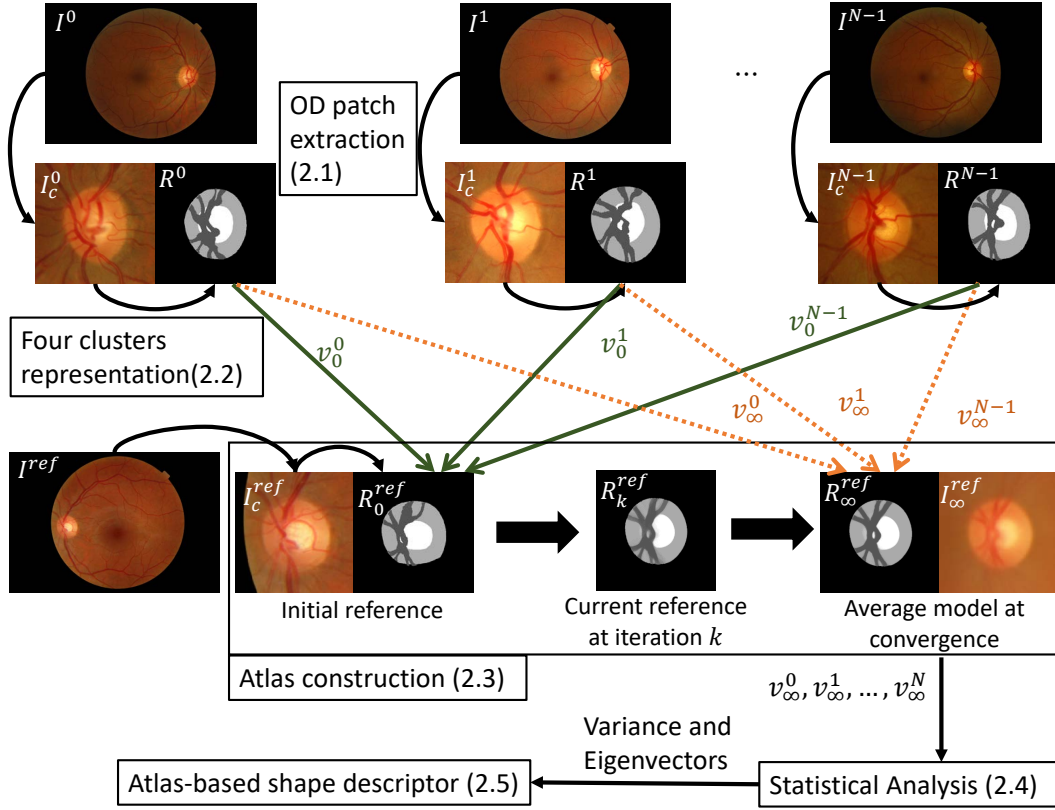 I^0
I^1
I^{N-1}
...
OD patch
extraction
(2.1)
I_c^0
R^0
I_c^1
R^1
I_c^{N-1}
R^{N-1}
Four clusters
representation(2.2)
v_0^0
v_0^1
v_0^{N-1}
v_∞^0
v_∞^1
v_∞^{N-1}
I^{ref}
I_c^{ref}
R_0^{ref}
R_k^{ref}
R_∞^{ref}
I_∞^{ref}
Initial reference
Current reference
at iteration k
Average model at
convergence
Atlas construction (2.3)
v_∞^0, v_∞^1, ..., v_∞^N
Variance and
Eigenvectors
Atlas-based shape descriptor (2.5)
Statistical Analysis (2.4)